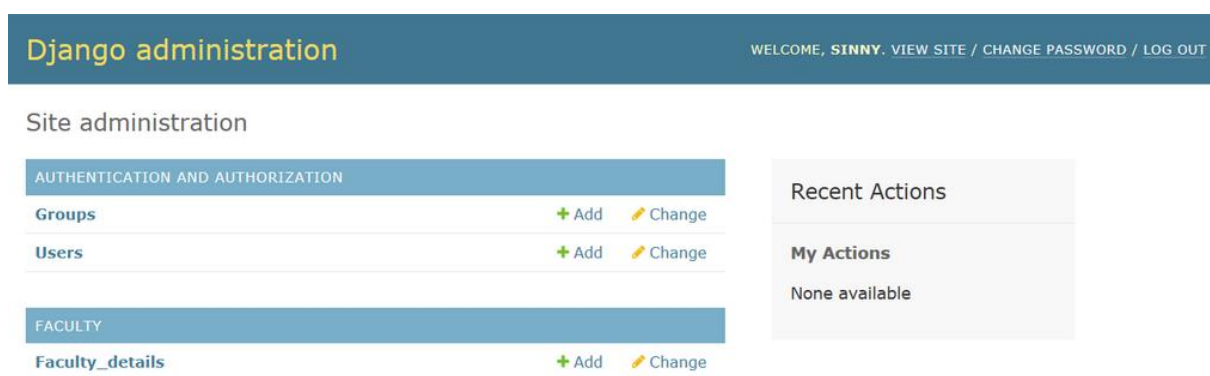 Django administration
WELCOME, SINNY. VIEW SITE / CHANGE PASSWORD / LOG OUT
Site administration
AUTHENTICATION AND AUTHORIZATION
Groups + Add Change
Users + Add Change
FACULTY
Faculty_details + Add Change
Recent Actions
My Actions
None available